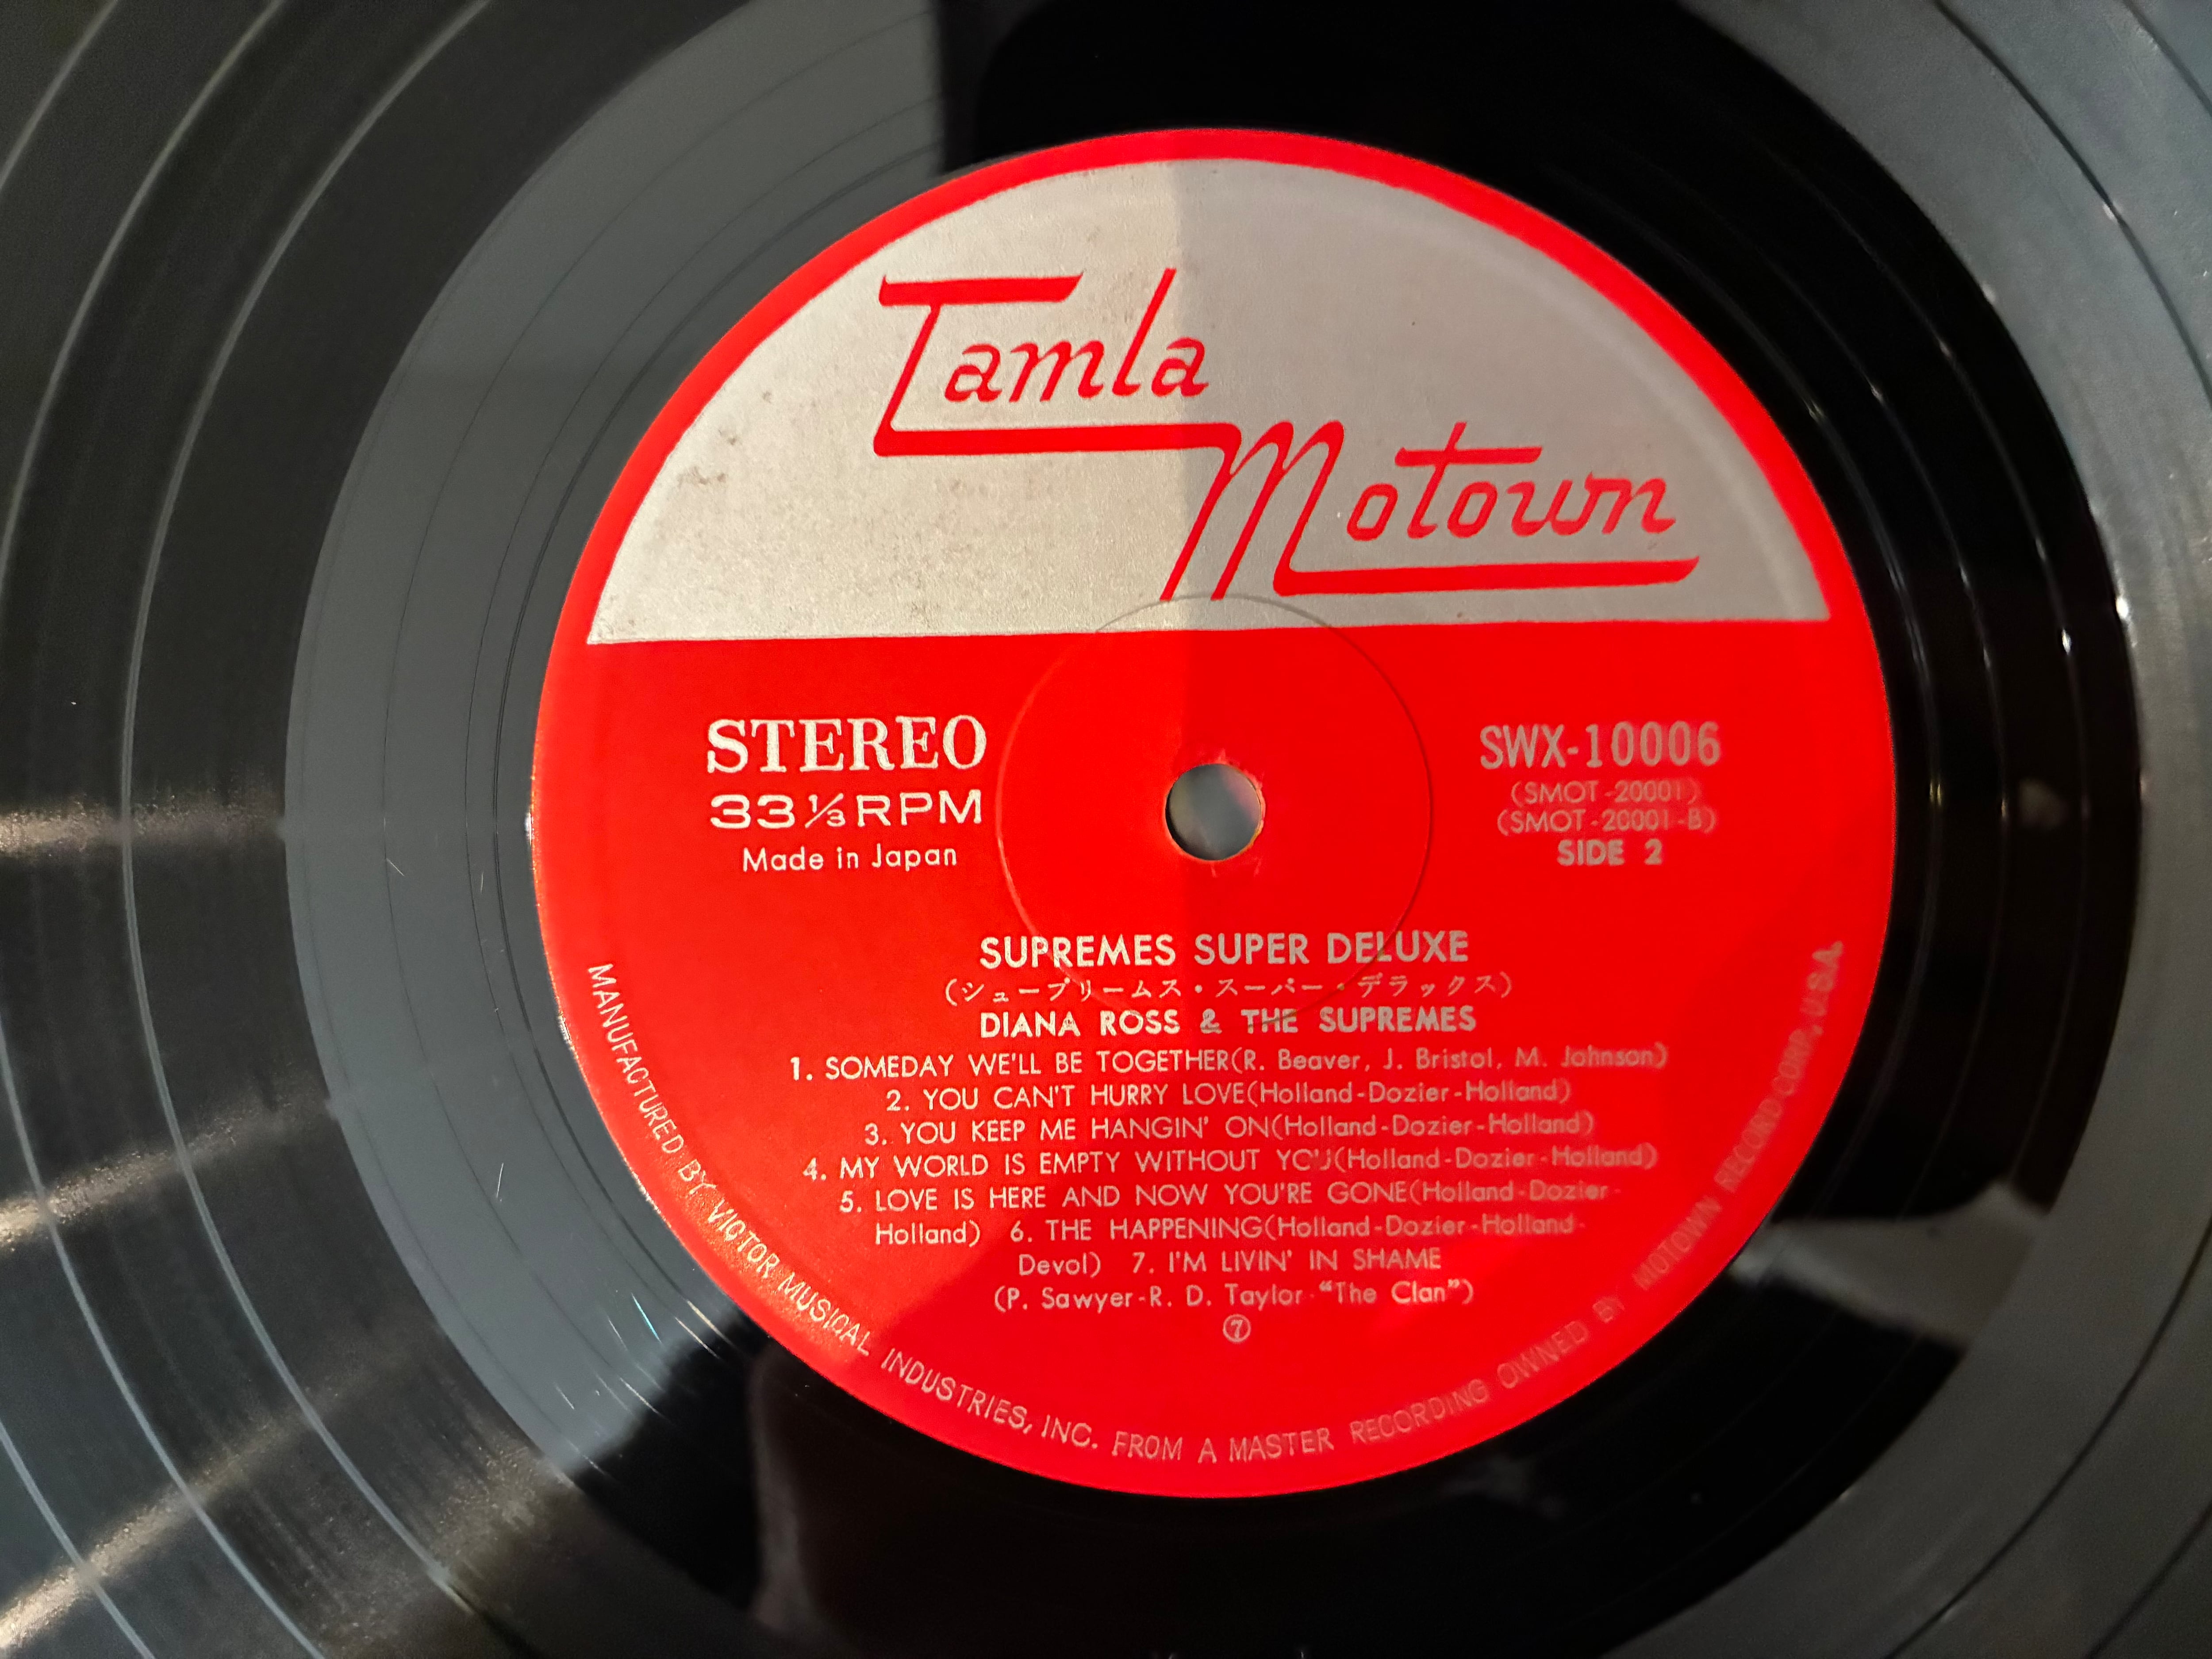 Tamla
Motown
STEREO
33⅓RPM
Made in Japan
SWX-10006
(SMOT-20001)
(SMOT-20001-B)
SIDE 2
SUPREMES SUPER DELUXE
(シュープリームス・スーパー・デラックス)
DIANA ROSS & THE SUPREMES
1. SOMEDAY WE'LL BE TOGETHER(R. Beaver, J. Bristol, M. Johnson)
2. YOU CAN'T HURRY LOVE(Holland-Dozier-Holland)
3. YOU KEEP ME HANGIN' ON(Holland-Dozier-Holland)
4. MY WORLD IS EMPTY WITHOUT YOU(Holland-Dozier-Holland)
5. LOVE IS HERE AND NOW YOU'RE GONE(Holland-Dozier-
Holland) 6. THE HAPPENING(Holland-Dozier-Holland-
Devol) 7. I'M LIVIN' IN SHAME
(P. Sawyer-R. D. Taylor-“The Clan”)
⑦
MANUFACTURED BY VICTOR MUSICAL INDUSTRIES, INC. FROM A MASTER RECORDING OWNED BY MOTOWN RECORD CORP., U.S.A.